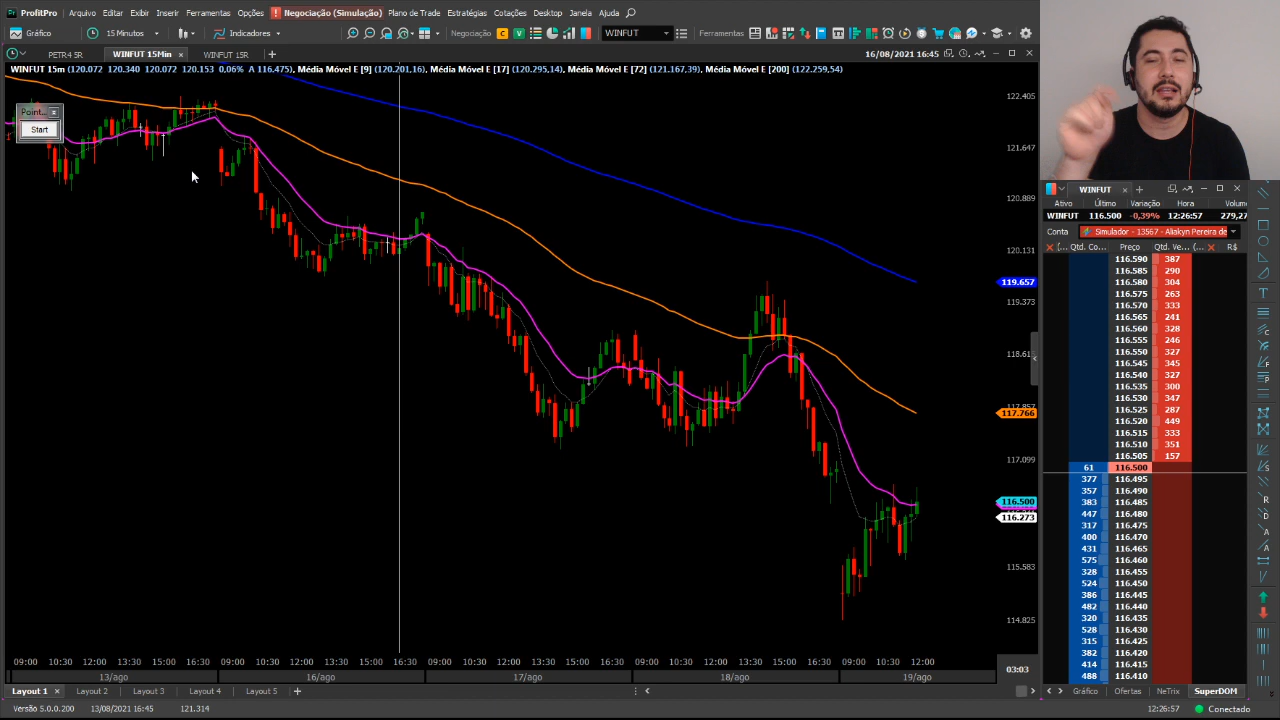 ProfitPro Arquivo Editar Exibir Inserir Ferramentas Opções Negociação (Simulação) Plano de Trade Estratégias Cotações Desktop Janela Ajuda
Gráfico 15 Minutos Indicadores Negociação C V WINFUT Ferramentas
PETR4 5R WINFUT 15Min × WINFUT 15R + 16/08/2021 16:45
WINFUT 15m (120.072 120.340 120.072 120.153 0,06% A 116.475), Média Móvel E [9] (120.201,16), Média Móvel E [17] (120.295,14), Média Móvel E [72] (121.167,39), Média Móvel E [200] (122.259,54)
Point...
Start
122.405
121.647
120.889
120.131
119.657
119.373
117.766
117.099
116.500
116.273
115.583
114.825
09:00 10:30 12:00 13:30 15:00 16:30 09:00 10:30 12:00 13:30 15:00 16:30 09:00 10:30 12:00 13:30 15:00 16:30 09:00 10:30 12:00 13:30 15:00 16:30 09:00 10:30 12:00
13/ago 16/ago 17/ago 18/ago 19/ago
03:03
Layout 1 × Layout 2 Layout 3 Layout 4 Layout 5 +
Versão 5.0.0.200 13/08/2021 16:45 121.314
WINFUT × +
Ativo Último Variação Hora Volume
WINFUT 116.500 -0,39% 12:26:57 279,27
Conta Simulador - 13567 - Aliakyn Pereira de
(... Qtd. Co... Preço Qtd. Ve... (... R$
116.590 387
116.585 290
116.580 304
116.575 263
116.570 333
116.565 241
116.560 328
116.555 246
116.550 327
116.545 345
116.540 327
116.535 300
116.530 347
116.525 287
116.520 449
116.515 333
116.510 351
116.505 157
61 116.500
377 116.495
357 116.490
383 116.485
447 116.480
317 116.475
400 116.470
431 116.465
575 116.460
328 116.455
524 116.450
386 116.445
482 116.440
320 116.435
528 116.430
315 116.425
382 116.420
414 116.415
488 116.410
Gráfico Ofertas NeTrix SuperDOM
12:26:57 Conectado